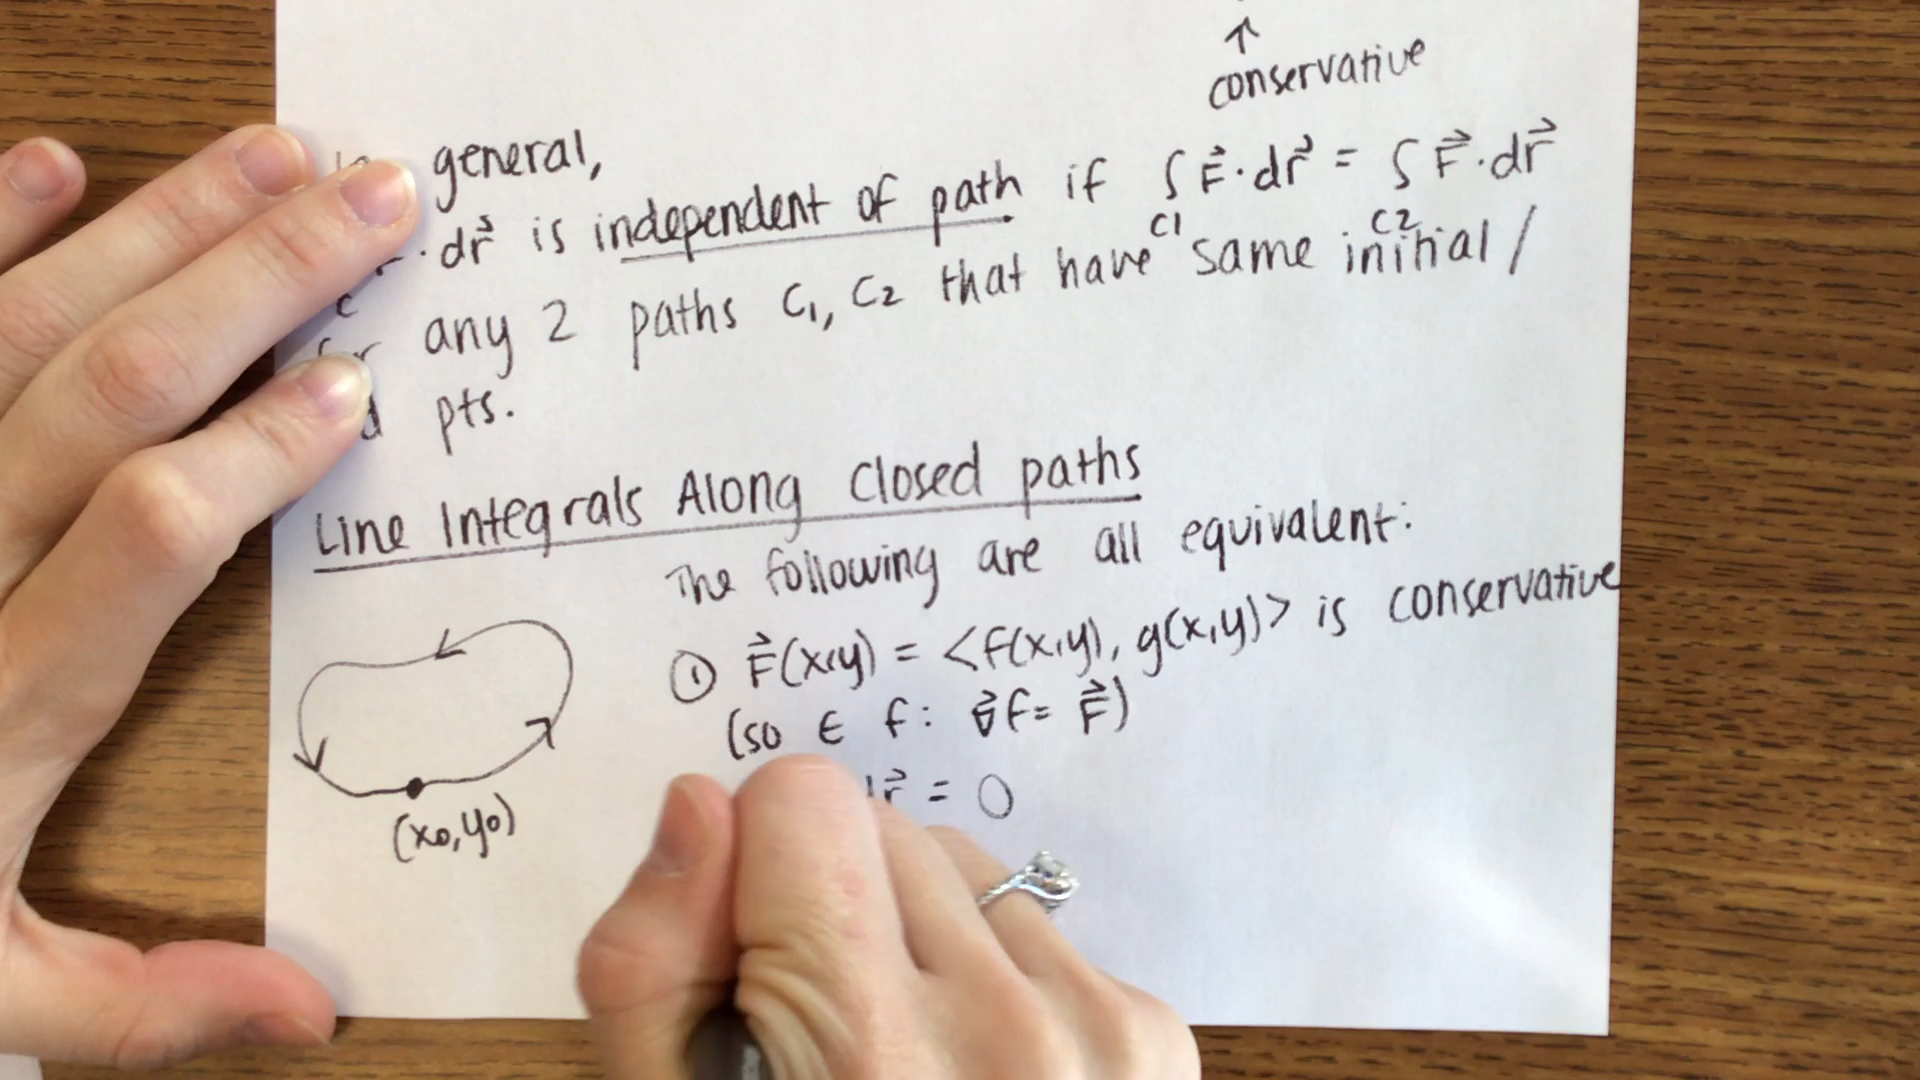 ↑
conservative
general,
· dr⃗ is independent of path if ∫ F⃗ · dr⃗ = ∫ F⃗ · dr⃗
C C1 C2
any 2 paths C1, C2 that have same initial /
pts.
Line Integrals Along Closed paths
The following are all equivalent:
① F⃗(x,y) = <f(x,y), g(x,y)> is conservative
(so ∈ f: ∇⃗f = F⃗)
dr⃗ = 0
(x0, y0)